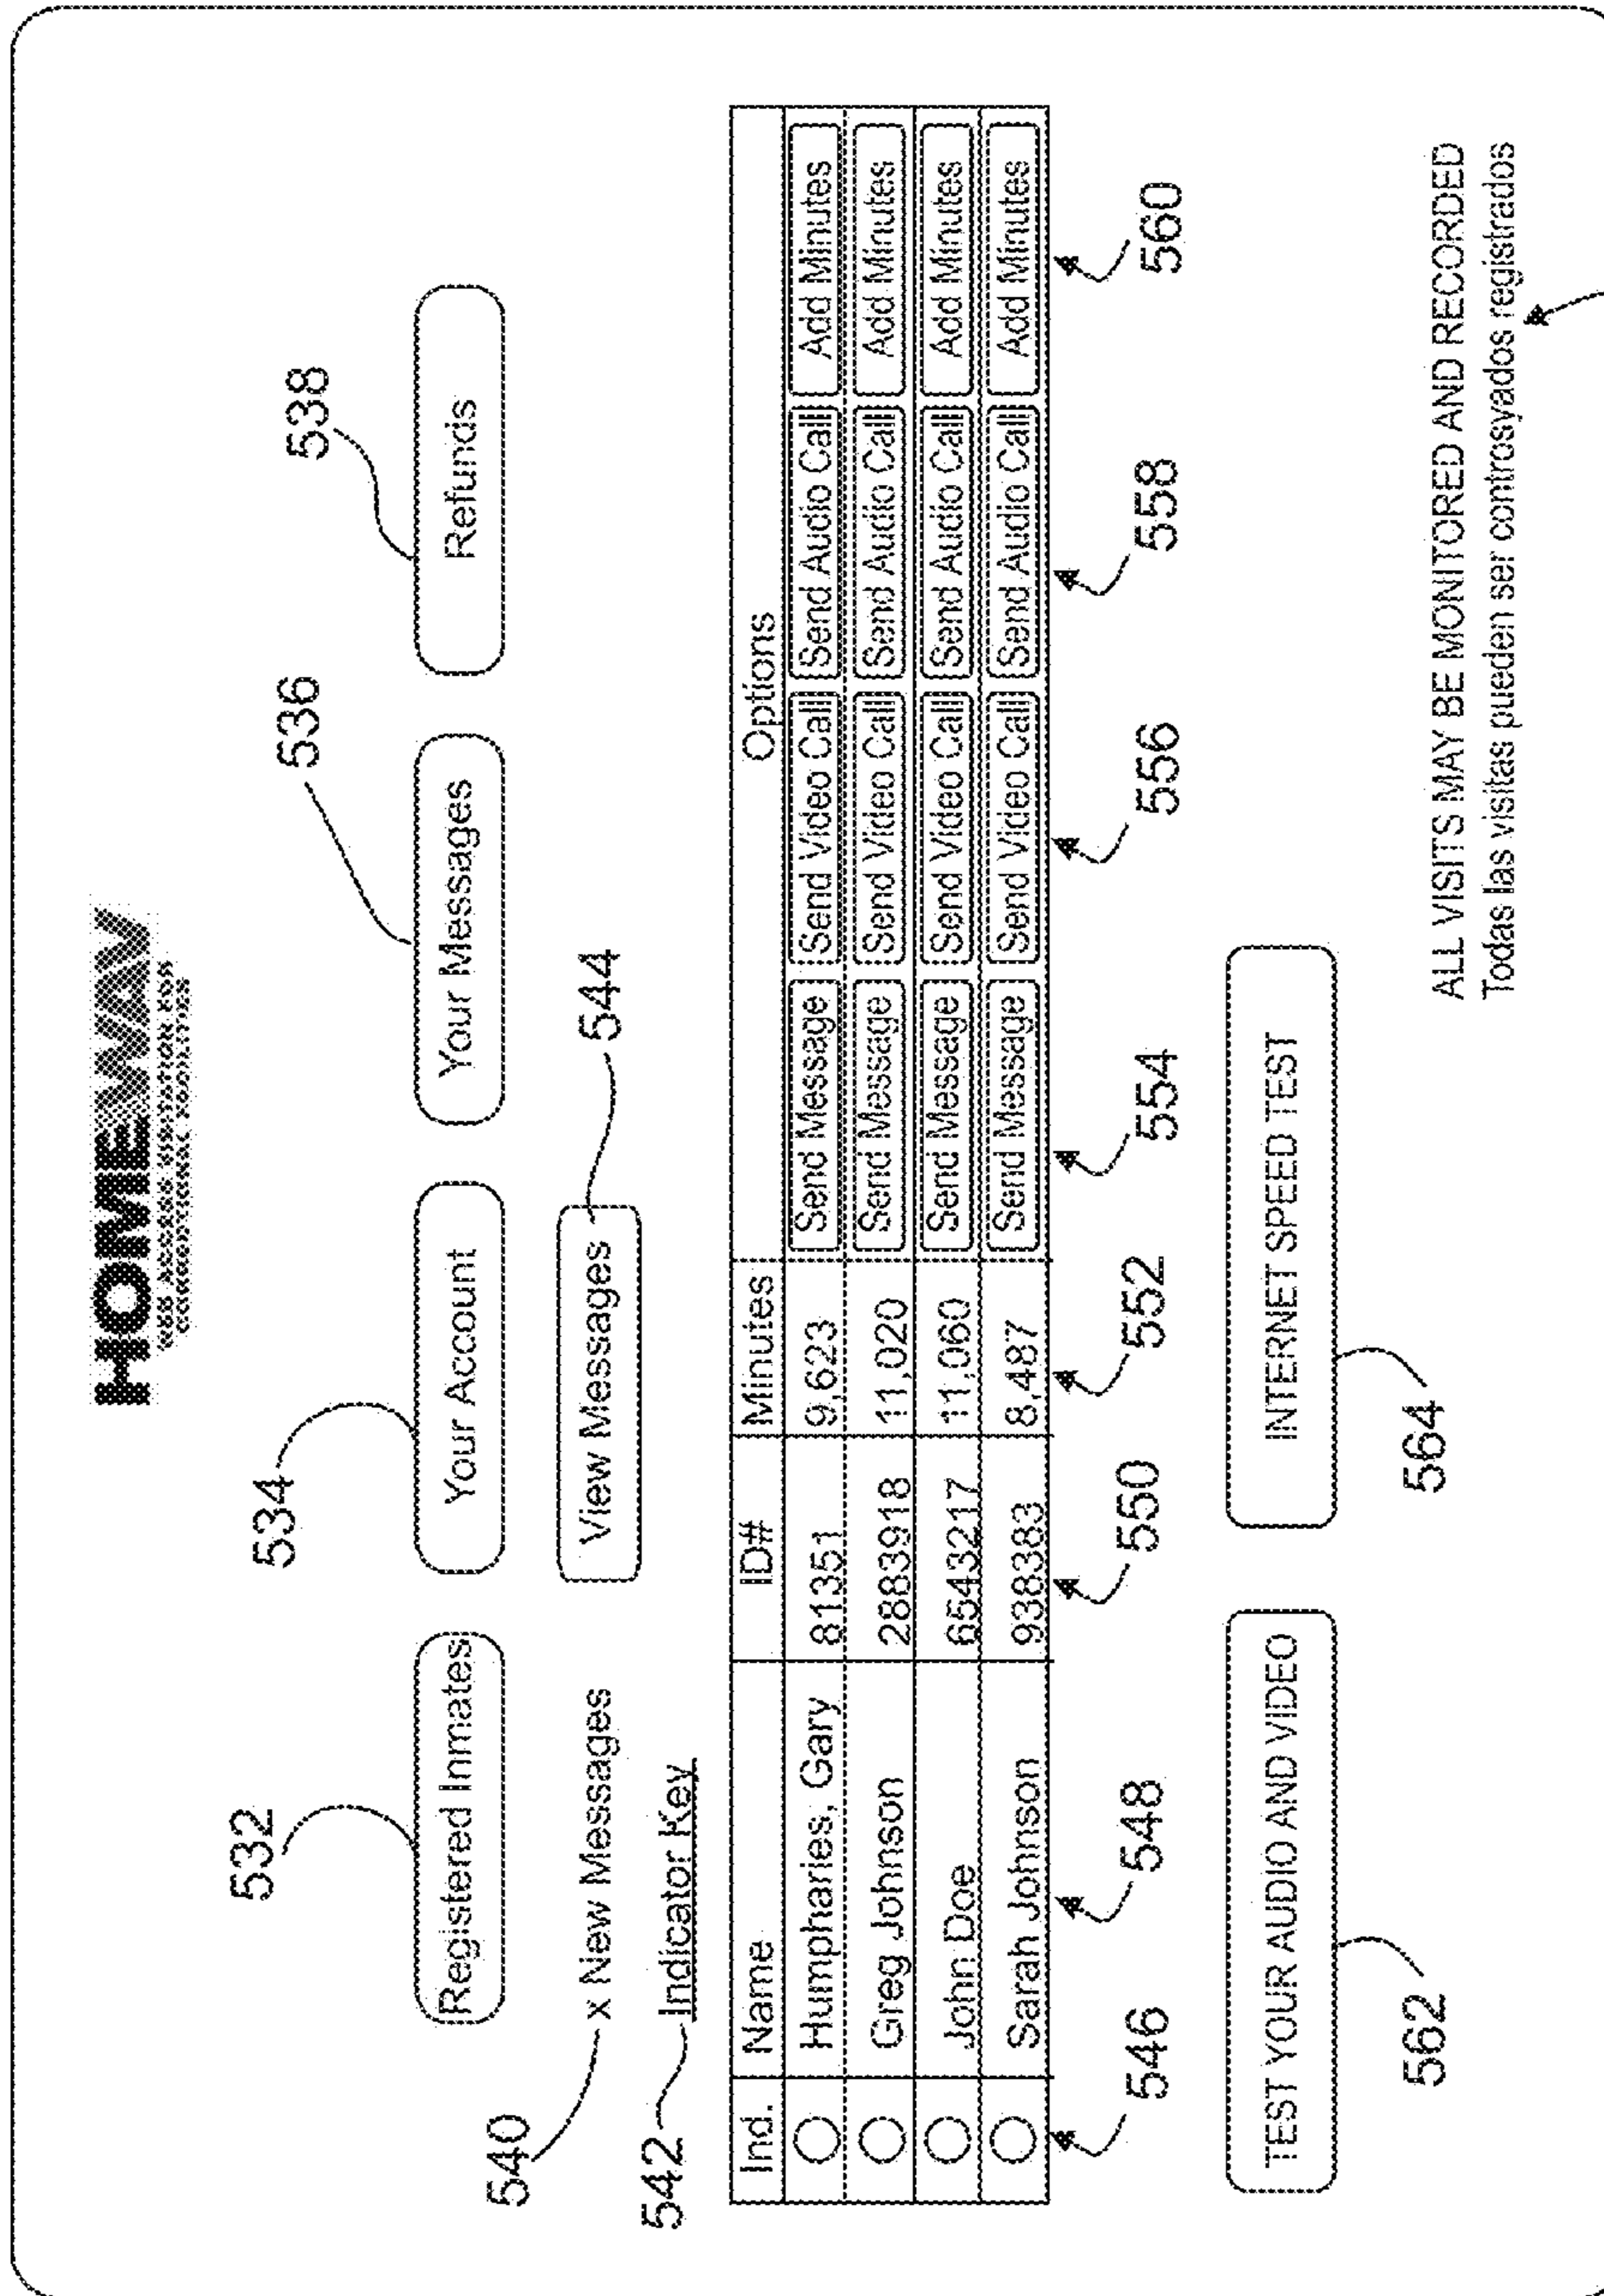 HOMEWAV
WEB ACCESS VISITATION FOR
CORRECTIONAL FACILITIES
532
534
536
538
Registered Inmates
Your Account
Your Messages
Refunds
540
x New Messages
View Messages
544
542
Indicator Key
Ind. Name ID# Minutes Options
Humpharies, Gary 81351 9,623 Send Message Send Video Call Send Audio Call Add Minutes
Greg Johnson 2883918 11,020 Send Message Send Video Call Send Audio Call Add Minutes
John Doe 6543217 11,060 Send Message Send Video Call Send Audio Call Add Minutes
Sarah Johnson 938383 8,487 Send Message Send Video Call Send Audio Call Add Minutes
546 548 550 552 554 556 558 560
TEST YOUR AUDIO AND VIDEO
INTERNET SPEED TEST
562
564
ALL VISITS MAY BE MONITORED AND RECORDED
Todas las visitas pueden ser controsyados registrados